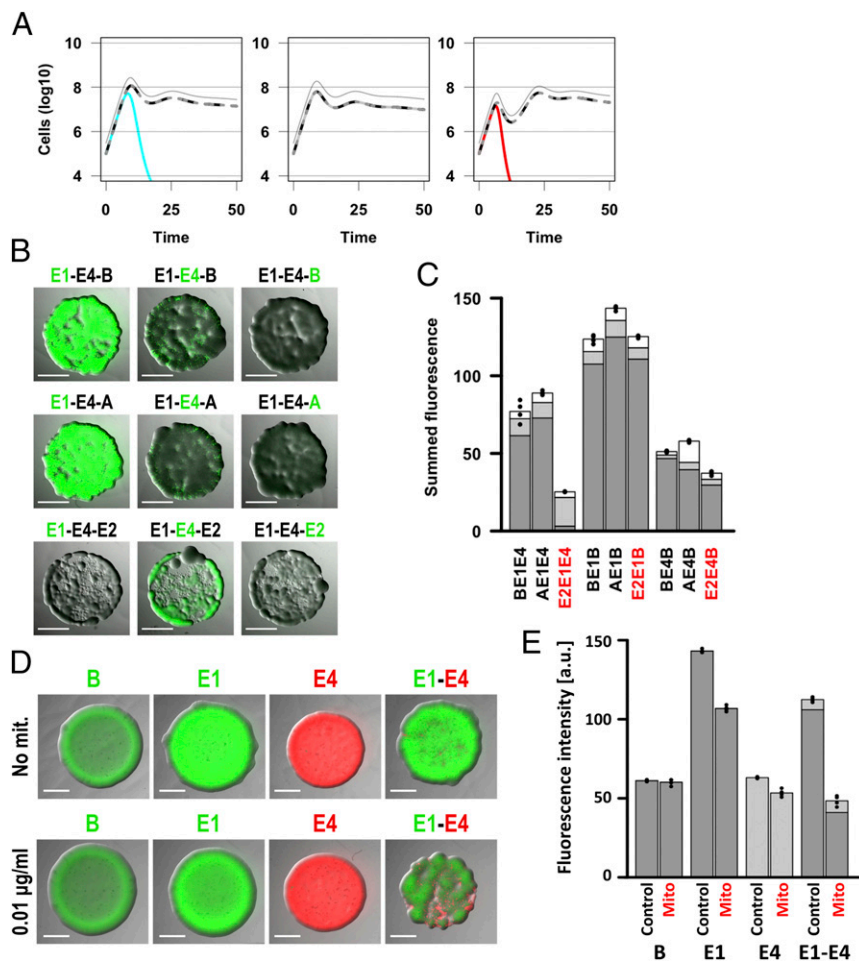 A
Cells (log10)
10
8
6
4
0
25
50
Time
10
8
6
4
0
25
50
Time
10
8
6
4
0
25
50
Time
B
E1-E4-B
E1-E4-B
E1-E4-B
E1-E4-A
E1-E4-A
E1-E4-A
E1-E4-E2
E1-E4-E2
E1-E4-E2
C
Summed fluorescence
150
100
50
0
BE1E4
AE1E4
E2E1E4
BE1B
AE1B
E2E1B
BE4B
AE4B
E2E4B
D
B
E1
E4
E1-E4
No mit.
B
E1
E4
E1-E4
0.01 µg/ml
E
Fluorescence intensity [a.u.]
150
100
50
0
Control
Mito
Control
Mito
Control
Mito
Control
Mito
B
E1
E4
E1-E4